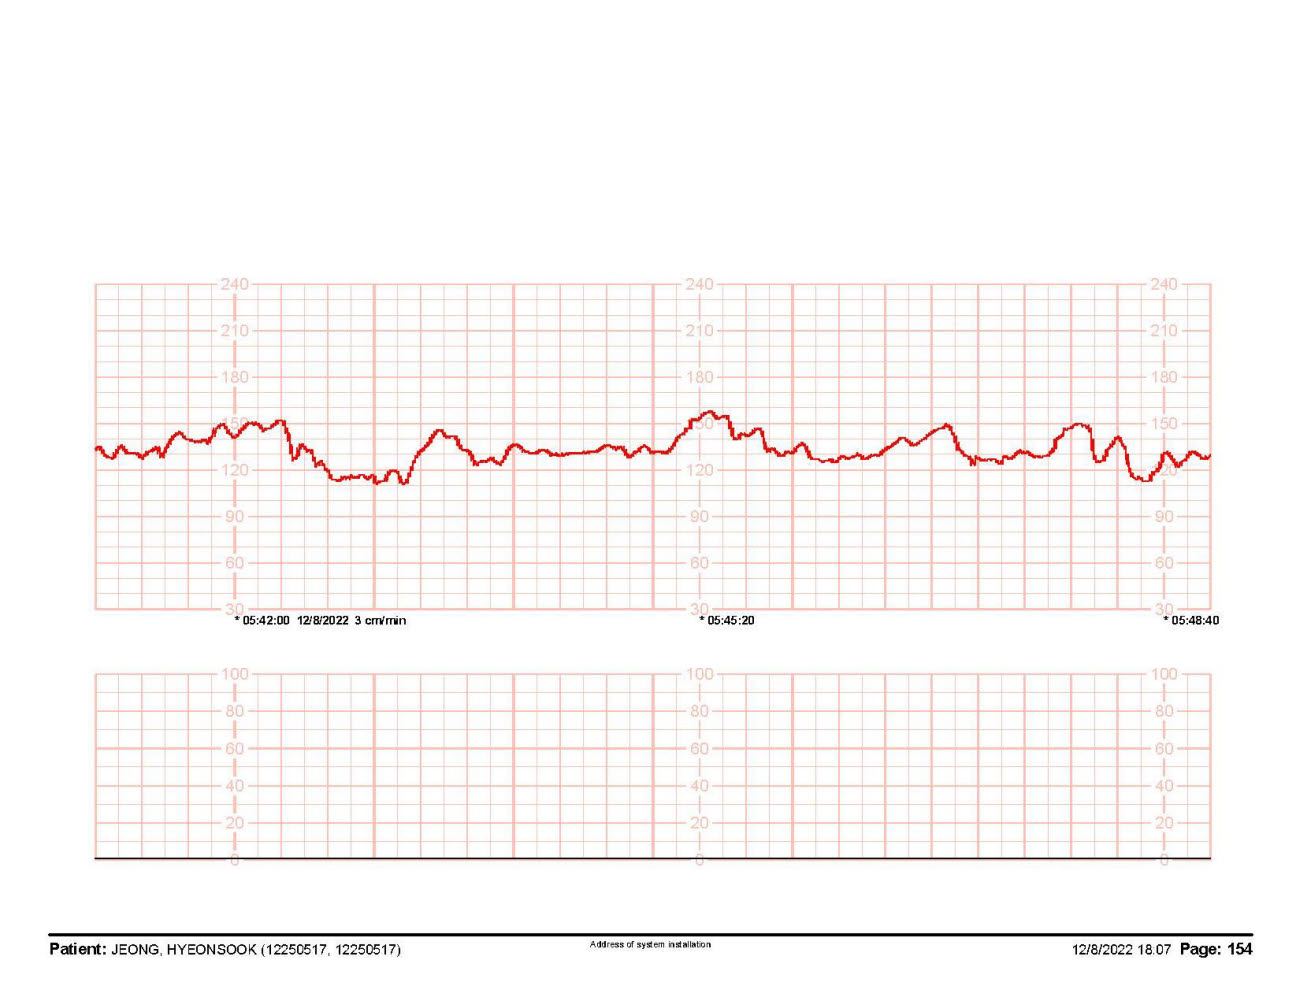 240 240 240
210 210 210
180 180 180
150 150 150
120 120 120
90 90 90
60 60 60
30 30 30
* 05:42:00 12/8/2022 3 cm/min * 05:45:20 * 05:48:40
100 100 100
80 80 80
60 60 60
40 40 40
20 20 20
0 0 0
Patient: JEONG, HYEONSOOK (12250517, 12250517) Address of system installation 12/8/2022 18:07 Page: 154